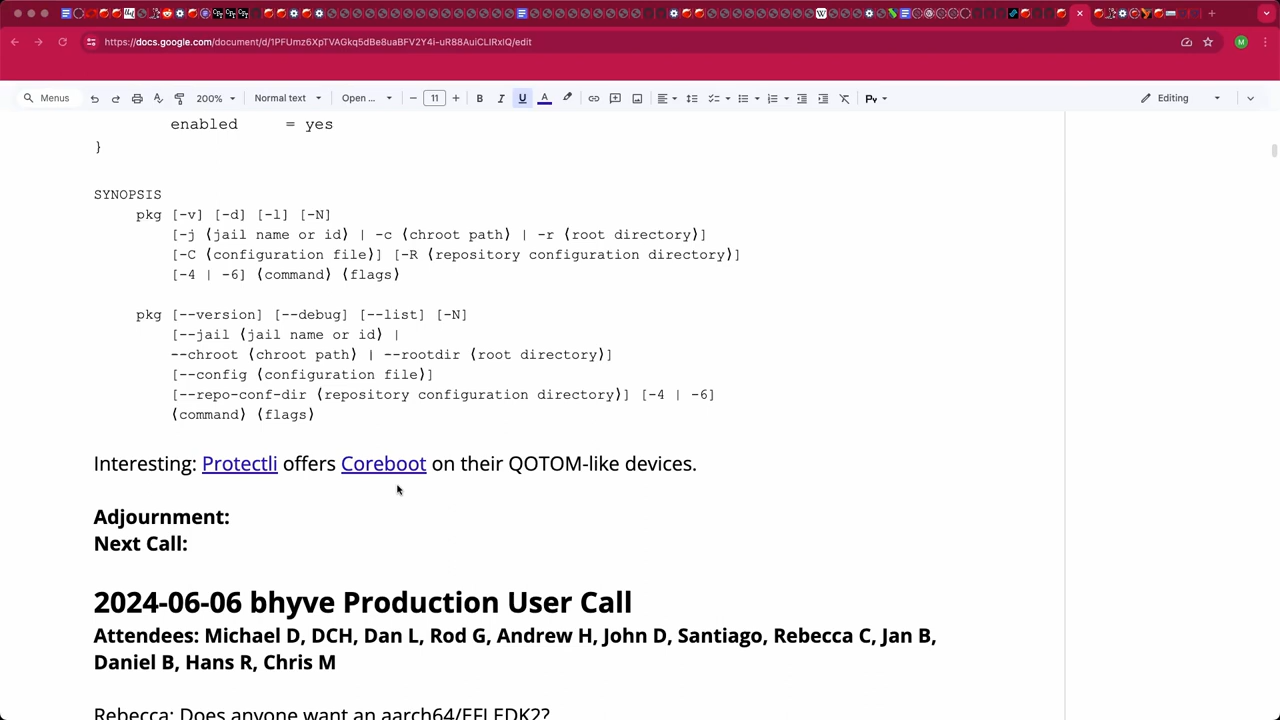 https://docs.google.com/document/d/1PFUmz6XpTVAGkq5dBe8uaBFV2Y4i-uR88AuiCLIRxIQ/edit
M
Menus
200%
Normal text
Open ...
11
B
I
U
A
Editing
enabled = yes
}
SYNOPSIS
pkg [-v] [-d] [-l] [-N]
[-j ⟨jail name or id⟩ | -c ⟨chroot path⟩ | -r ⟨root directory⟩]
[-C ⟨configuration file⟩] [-R ⟨repository configuration directory⟩]
[-4 | -6] ⟨command⟩ ⟨flags⟩
pkg [--version] [--debug] [--list] [-N]
[--jail ⟨jail name or id⟩ |
--chroot ⟨chroot path⟩ | --rootdir ⟨root directory⟩]
[--config ⟨configuration file⟩]
[--repo-conf-dir ⟨repository configuration directory⟩] [-4 | -6]
⟨command⟩ ⟨flags⟩
Interesting: Protectli offers Coreboot on their QOTOM-like devices.
Adjournment:
Next Call:
2024-06-06 bhyve Production User Call
Attendees: Michael D, DCH, Dan L, Rod G, Andrew H, John D, Santiago, Rebecca C, Jan B,
Daniel B, Hans R, Chris M
Rebecca: Does anyone want an aarch64/EFI EDK2?